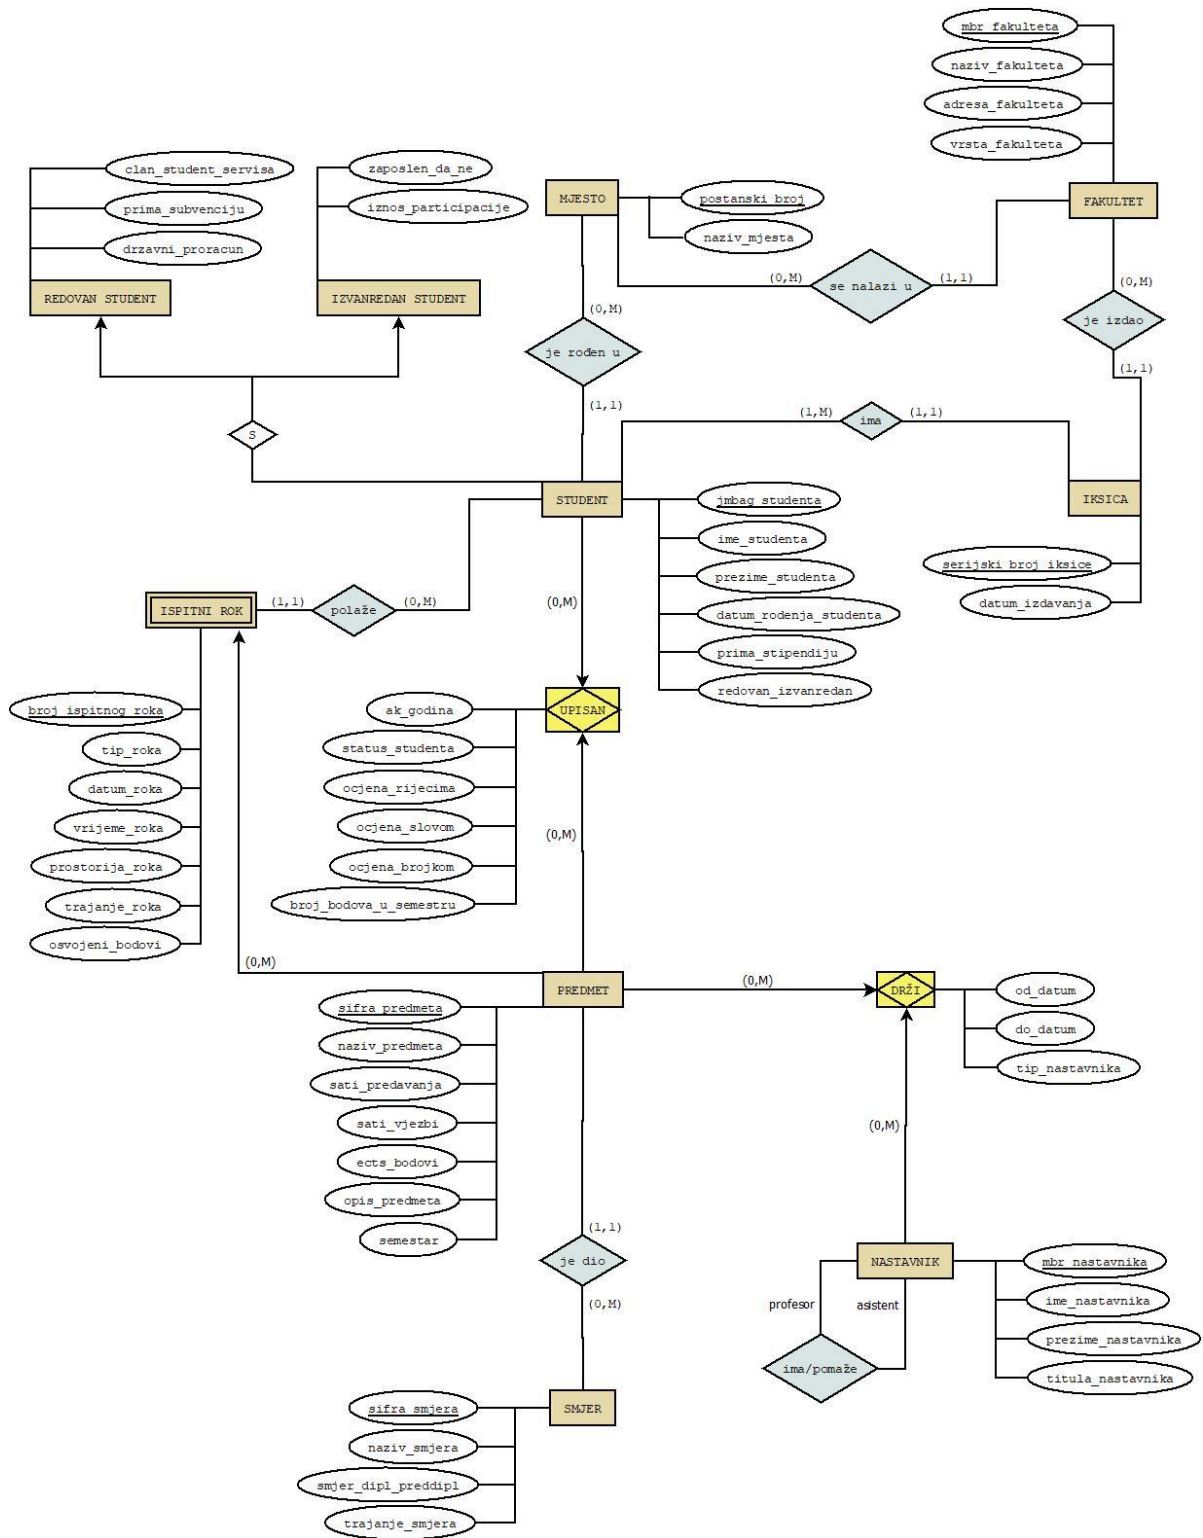 mbr_fakulteta
naziv_fakulteta
adresa_fakulteta
vrsta_fakulteta
FAKULTET
clan_student_servisa
prima_subvenciju
drzavni_proracun
REDOVAN STUDENT
zaposlen_da_ne
iznos_participacije
IZVANREDAN STUDENT
MJESTO
postanski_broj
naziv_mjesta
(0,M)
se nalazi u
(1,1)
(0,M)
je izdao
(1,1)
(0,M)
je rođen u
(1,1)
S
(1,M)
ima
(1,1)
STUDENT
IKSICA
jmbag_studenta
ime_studenta
prezime_studenta
datum_rodenja_studenta
prima_stipendiju
redovan_izvanredan
serijski_broj_iksice
datum_izdavanja
ISPITNI ROK
(1,1)
polaže
(0,M)
(0,M)
broj_ispitnog_roka
tip_roka
datum_roka
vrijeme_roka
prostorija_roka
trajanje_roka
osvojeni_bodovi
UPISAN
ak_godina
status_studenta
ocjena_rijecima
ocjena_slovom
ocjena_brojkom
broj_bodova_u_semestru
(0,M)
(0,M)
PREDMET
(0,M)
DRŽI
od_datum
do_datum
tip_nastavnika
sifra_predmeta
naziv_predmeta
sati_predavanja
sati_vjezbi
ects_bodovi
opis_predmeta
semestar
(0,M)
(1,1)
je dio
(0,M)
NASTAVNIK
mbr_nastavnika
ime_nastavnika
prezime_nastavnika
titula_nastavnika
profesor
asistent
ima/pomaže
SMJER
sifra_smjera
naziv_smjera
smjer_dipl_preddipl
trajanje_smjera